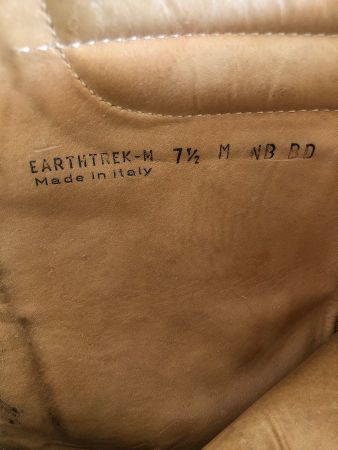 EARTHTREK-M 7½ M NB BD
Made in Italy